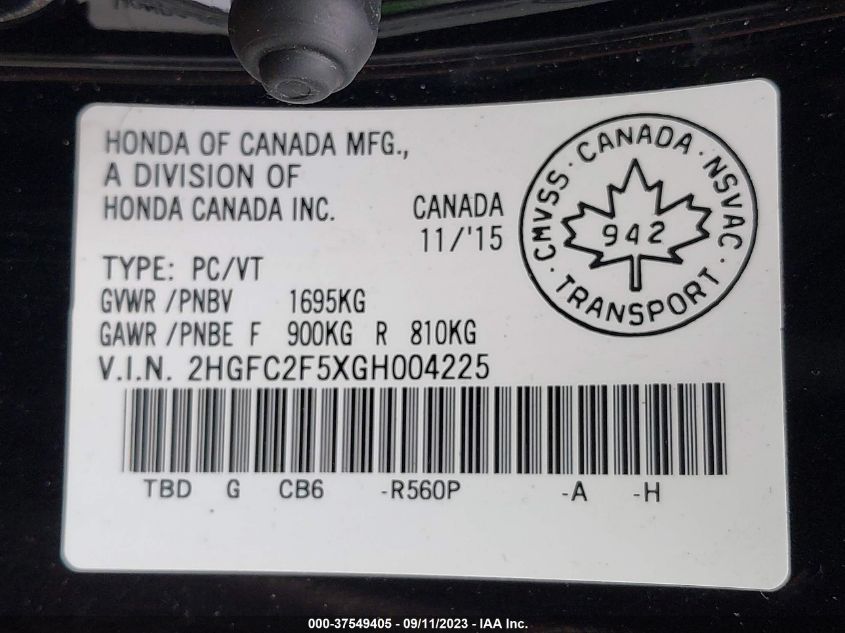 HONDA OF CANADA MFG.,
A DIVISION OF
HONDA CANADA INC.
CANADA
11/'15
CMVSS · CANADA · NSVAC · TRANSPORT ·
942
TYPE: PC/VT
GVWR /PNBV 1695KG
GAWR /PNBE F 900KG R 810KG
V.I.N. 2HGFC2F5XGH004225
TBD G CB6 -R560P -A -H
000-37549405 - 09/11/2023 - IAA Inc.